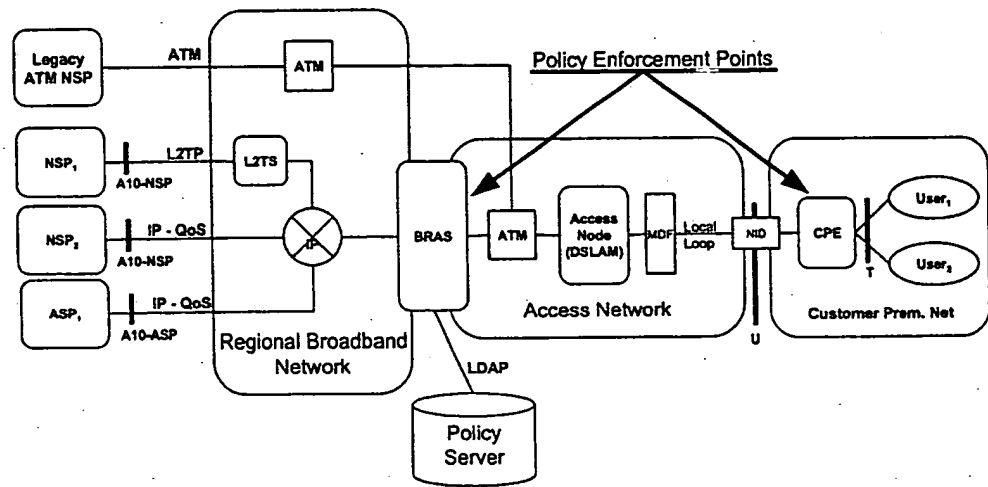 Legacy
ATM NSP
ATM
ATM
Policy Enforcement Points
NSP1
A10-NSP
L2TP
L2TS
NSP2
A10-NSP
IP - QoS
IP
ASP1
A10-ASP
IP - QoS
Regional Broadband
Network
BRAS
ATM
Access
Node
(DSLAM)
MDF
Local
Loop
Access Network
NID
U
CPE
T
User1
User2
Customer Prem. Net
LDAP
Policy
Server